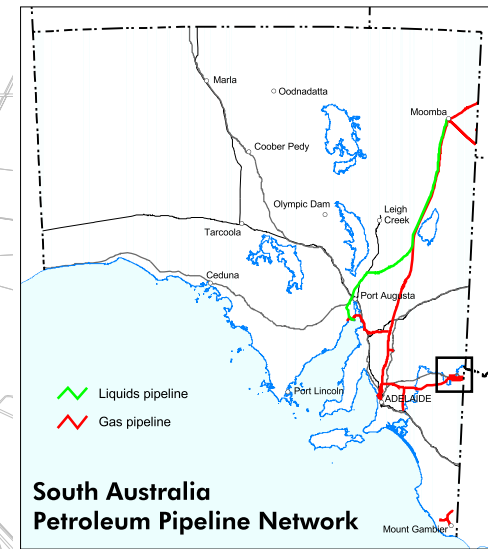 Marla
Oodnadatta
Moomba
Coober Pedy
Olympic Dam
Leigh
Creek
Tarcoola
Ceduna
Port Augusta
Port Lincoln
ADELAIDE
Liquids pipeline
Gas pipeline
South Australia
Petroleum Pipeline Network
Mount Gambier